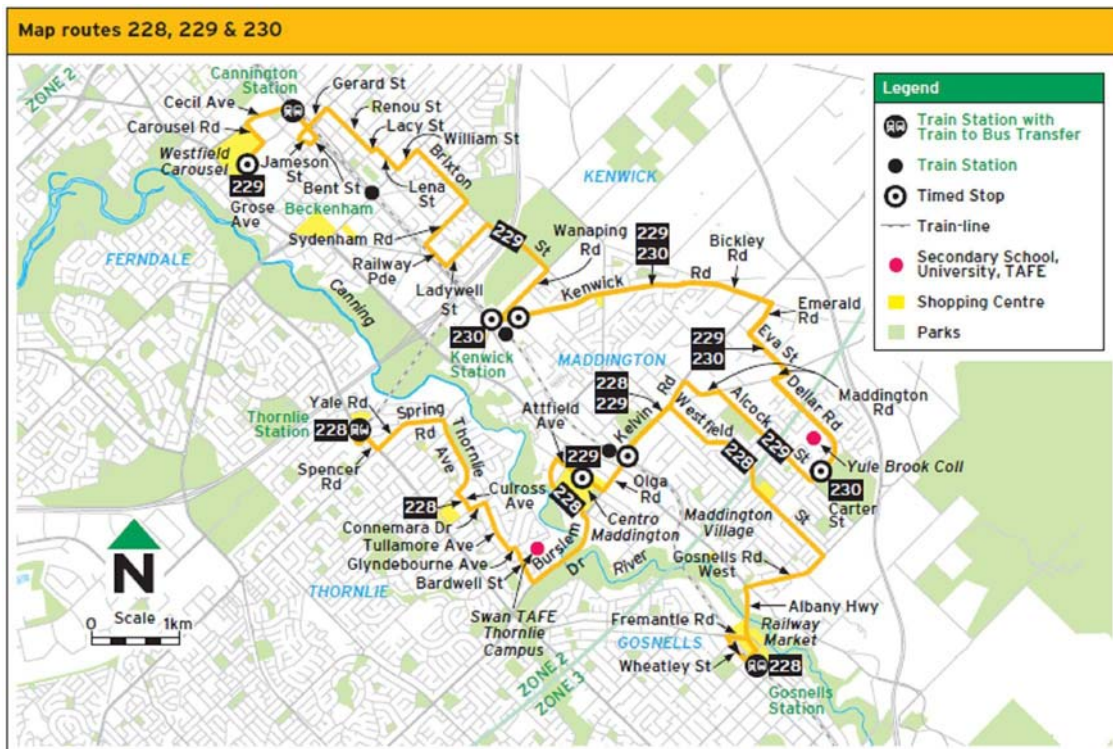 Map routes 228, 229 & 230
ZONE 2
Cannington
Station
Gerard St
Cecil Ave
Renou St
Carousel Rd
Lacy St
William St
Westfield
Carousel
Jameson
St
Brixton
St
229
Bent St
Lena
St
Grose
Ave
Beckenham
KENWICK
Sydenham Rd
229
Wanaping
Rd
229
230
Bickley
Rd
FERNDALE
Railway
Pde
Canning
River
Ladywell
St
Kenwick
Rd
Emerald
Rd
230
Kenwick
Station
Eva St
MADDINGTON
229
230
Dellar Rd
Maddington
Rd
228
229
Thornlie
Station
Yale Rd
Attfield
Ave
Kelvin Rd
Westfield
St
Alcock
St
228
Spring
Rd
Thornlie
Ave
229
229
228
Yule Brook Coll
Spencer
Rd
Culross
Ave
228
Olga
Rd
230
Carter
St
228
Connemara Dr
Centro
Maddington
Maddington
Village
Tullamore Ave
Burslem
Dr
Glyndebourne Ave
Gosnells Rd
West
Bardwell St
THORNLIE
Swan TAFE
Thornlie
Campus
Albany Hwy
Fremantle Rd
Railway
Market
GOSNELLS
Wheatley St
228
Gosnells
Station
ZONE 2
ZONE 3
N
0 Scale 1km
Legend
Train Station with
Train to Bus Transfer
Train Station
Timed Stop
Train-line
Secondary School,
University, TAFE
Shopping Centre
Parks